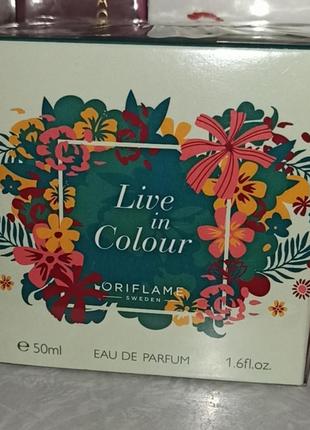 Live
in
Colour
ORIFLAME
SWEDEN
℮ 50ml EAU DE PARFUM 1.6fl.oz.